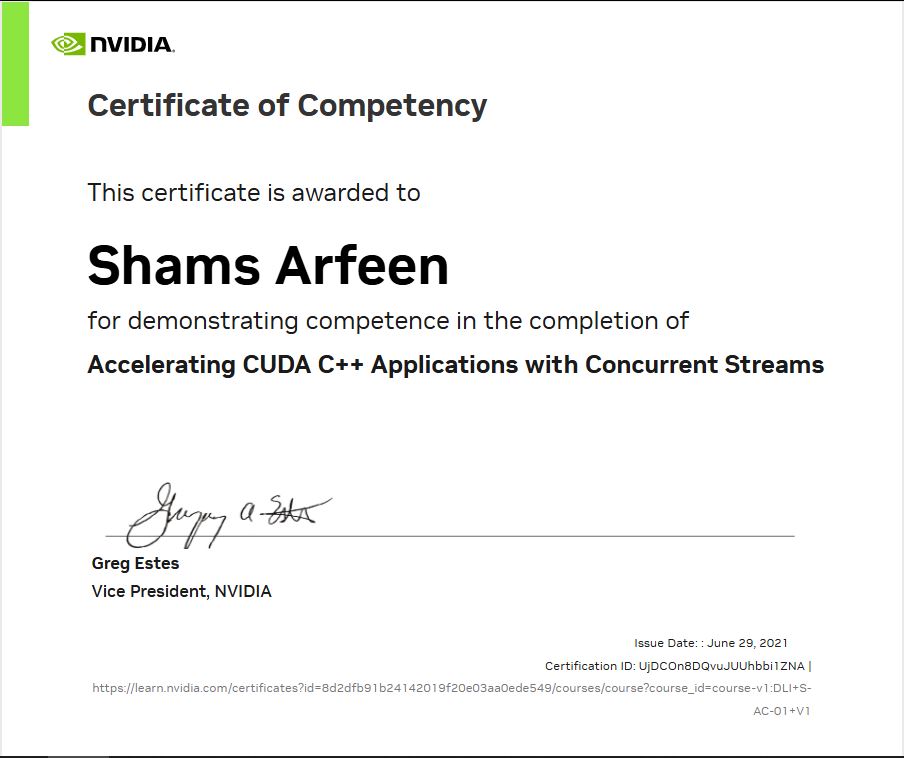 NVIDIA.
Certificate of Competency
This certificate is awarded to
Shams Arfeen
for demonstrating competence in the completion of
Accelerating CUDA C++ Applications with Concurrent Streams
Greg Estes
Vice President, NVIDIA
Issue Date: : June 29, 2021
Certification ID: UjDCOn8DQvuJUUhbbi1ZNA |
https://learn.nvidia.com/certificates?id=8d2dfb91b24142019f20e03aa0ede549/courses/course?course_id=course-v1:DLI+S-
AC-01+V1